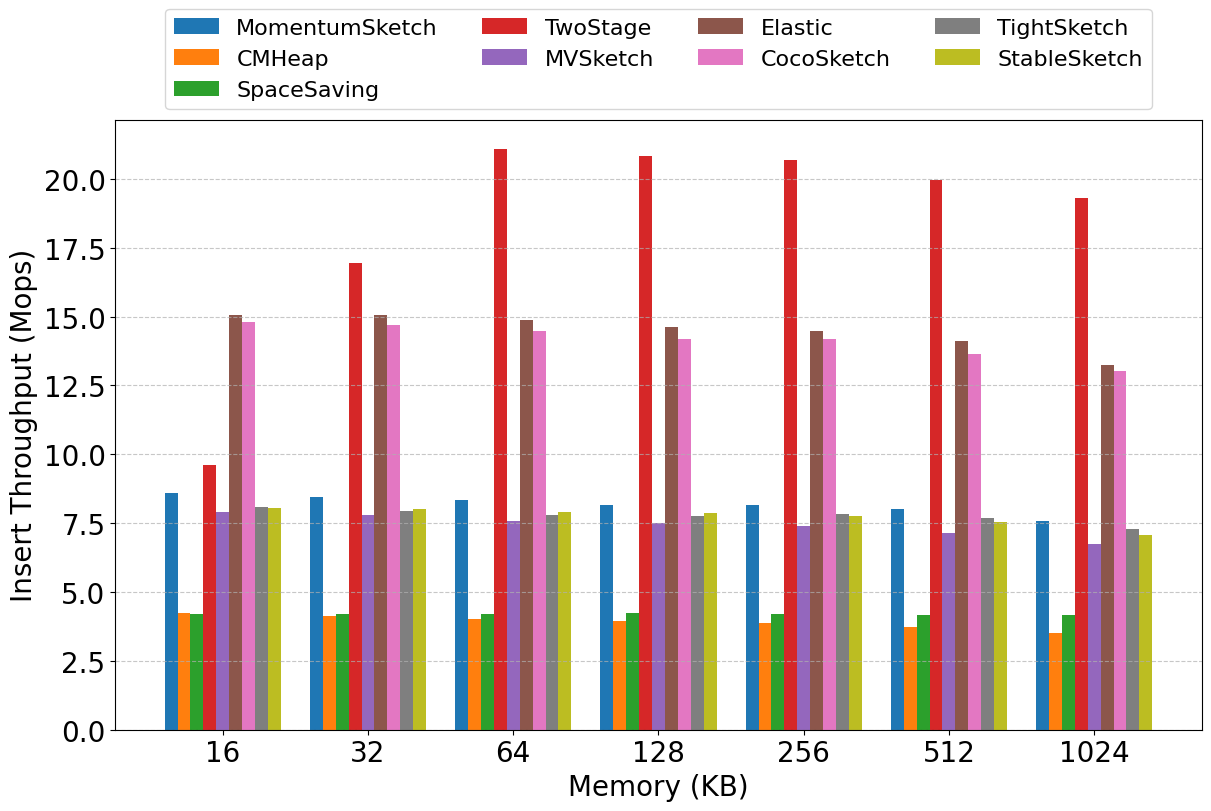 MomentumSketch TwoStage Elastic TightSketch
CMHeap MVSketch CocoSketch StableSketch
SpaceSaving
Insert Throughput (Mops)
20.0
17.5
15.0
12.5
10.0
7.5
5.0
2.5
0.0
16 32 64 128 256 512 1024
Memory (KB)